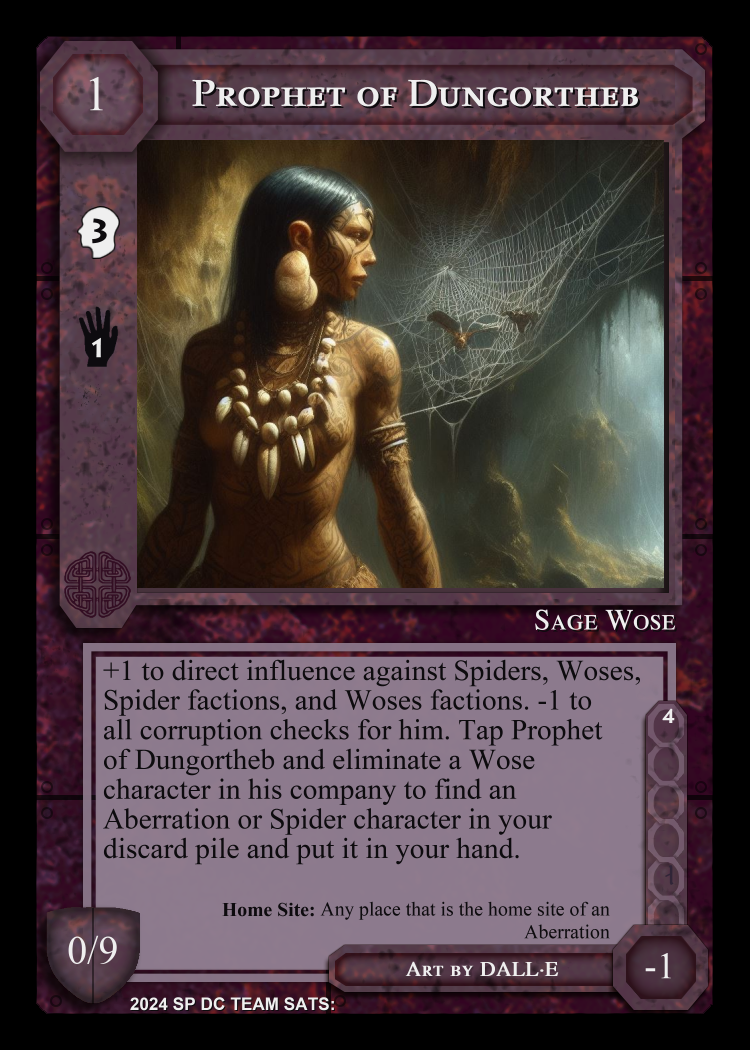 1
Prophet of Dungortheb
3
1
Sage Wose
+1 to direct influence against Spiders, Woses,
Spider factions, and Woses factions. -1 to
all corruption checks for him. Tap Prophet
of Dungortheb and eliminate a Wose
character in his company to find an
Aberration or Spider character in your
discard pile and put it in your hand.
4
Home Site: Any place that is the home site of an
Aberration
0/9
Art by DALL·E
-1
2024 SP DC TEAM SATS: